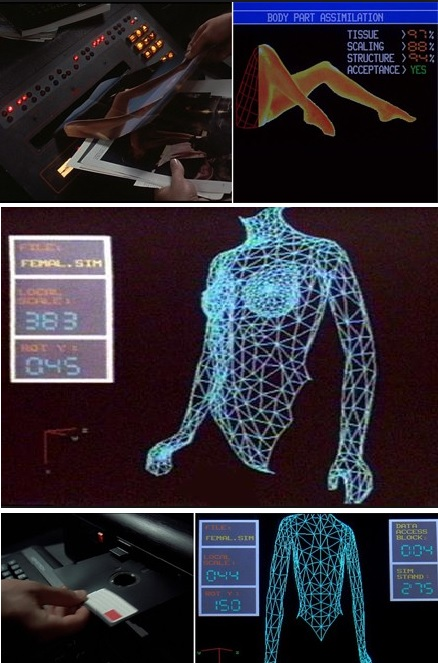 BODY PART ASSIMILATION
TISSUE > 97%
SCALING > 88%
STRUCTURE > 94%
ACCEPTANCE > YES
FILE:
FEMAL.SIM
LOCAL
SCALE:
383
ROT Y:
045
FILE:
FEMAL.SIM
LOCAL
SCALE:
044
ROT Y:
150
DATA
ACCESS
BLOCK:
004
SIM
STAND:
275